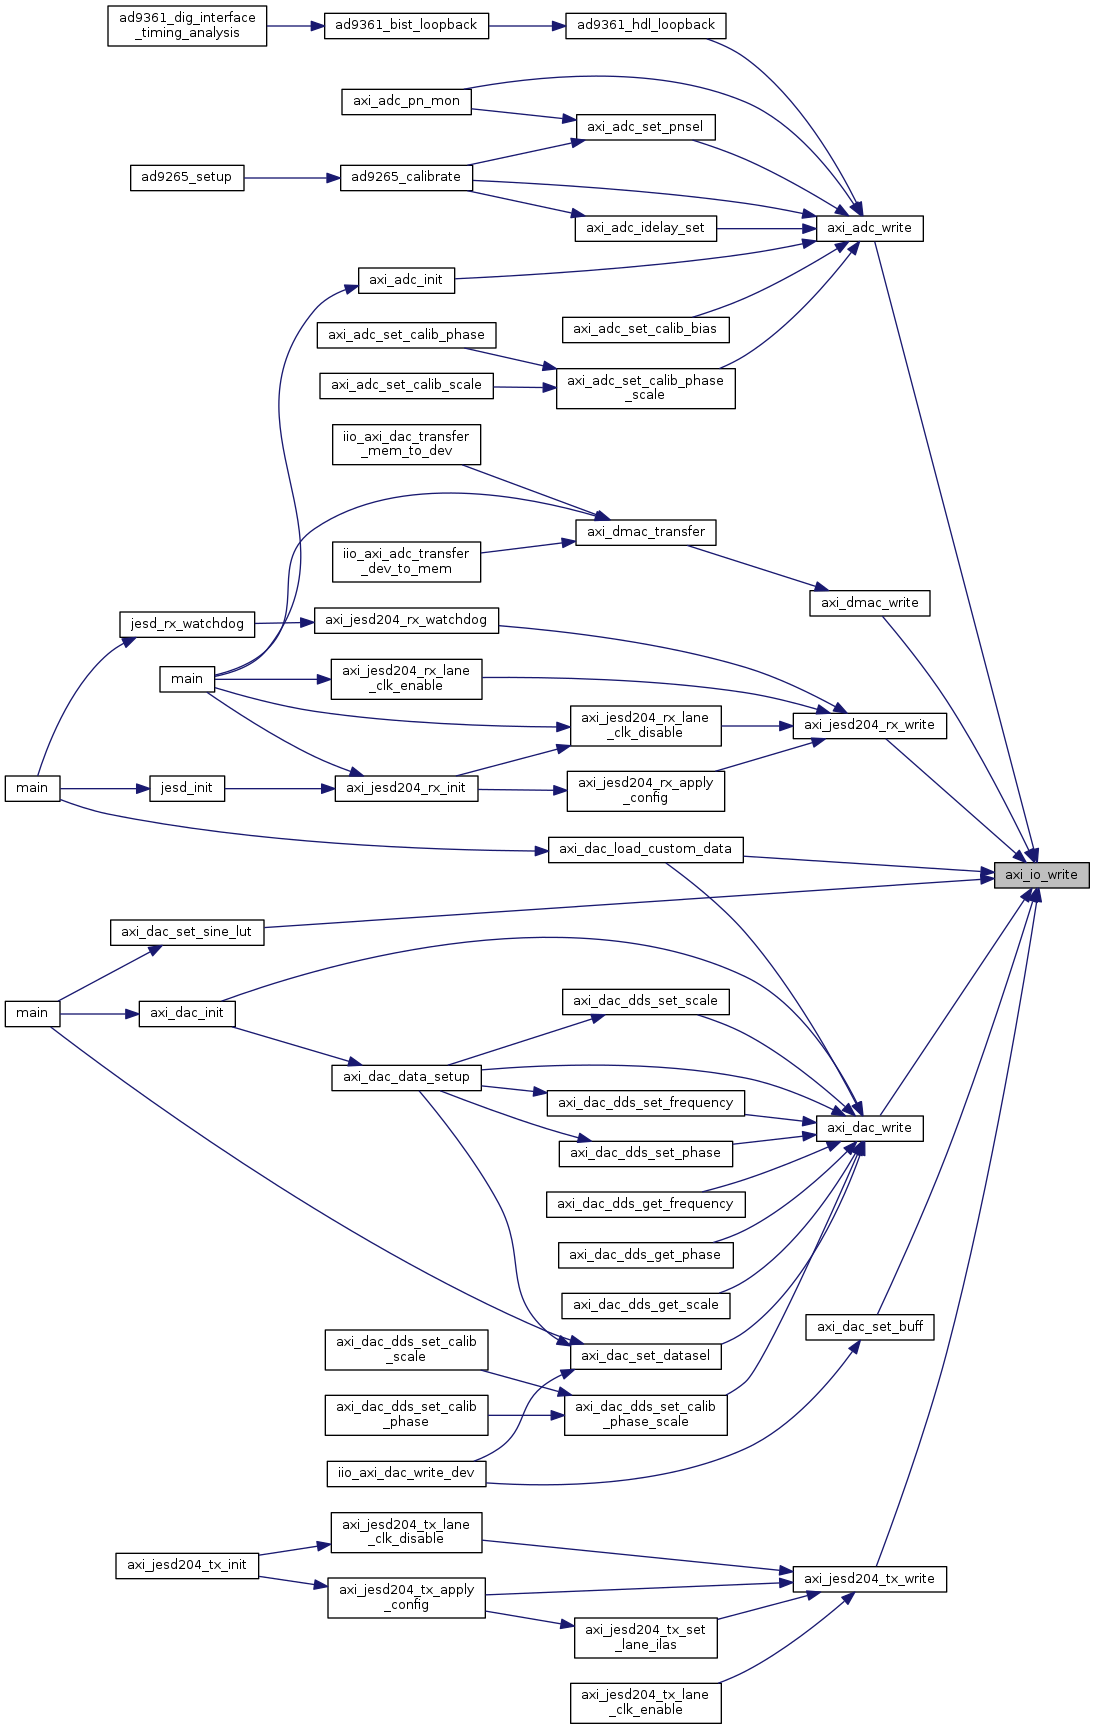 ad9361_dig_interface
_timing_analysis
ad9361_bist_loopback
ad9361_hdl_loopback
axi_adc_pn_mon
axi_adc_set_pnsel
ad9265_setup
ad9265_calibrate
axi_adc_idelay_set
axi_adc_write
axi_adc_init
axi_adc_set_calib_bias
axi_adc_set_calib_phase
axi_adc_set_calib_scale
axi_adc_set_calib_phase
_scale
iio_axi_dac_transfer
_mem_to_dev
axi_dmac_transfer
iio_axi_adc_transfer
_dev_to_mem
axi_dmac_write
jesd_rx_watchdog
axi_jesd204_rx_watchdog
main
axi_jesd204_rx_lane
_clk_enable
axi_jesd204_rx_lane
_clk_disable
axi_jesd204_rx_write
main
jesd_init
axi_jesd204_rx_init
axi_jesd204_rx_apply
_config
axi_dac_load_custom_data
axi_io_write
axi_dac_set_sine_lut
main
axi_dac_init
axi_dac_dds_set_scale
axi_dac_data_setup
axi_dac_dds_set_frequency
axi_dac_write
axi_dac_dds_set_phase
axi_dac_dds_get_frequency
axi_dac_dds_get_phase
axi_dac_dds_get_scale
axi_dac_set_buff
axi_dac_dds_set_calib
_scale
axi_dac_set_datasel
axi_dac_dds_set_calib
_phase
axi_dac_dds_set_calib
_phase_scale
iio_axi_dac_write_dev
axi_jesd204_tx_lane
_clk_disable
axi_jesd204_tx_init
axi_jesd204_tx_write
axi_jesd204_tx_apply
_config
axi_jesd204_tx_set
_lane_ilas
axi_jesd204_tx_lane
_clk_enable